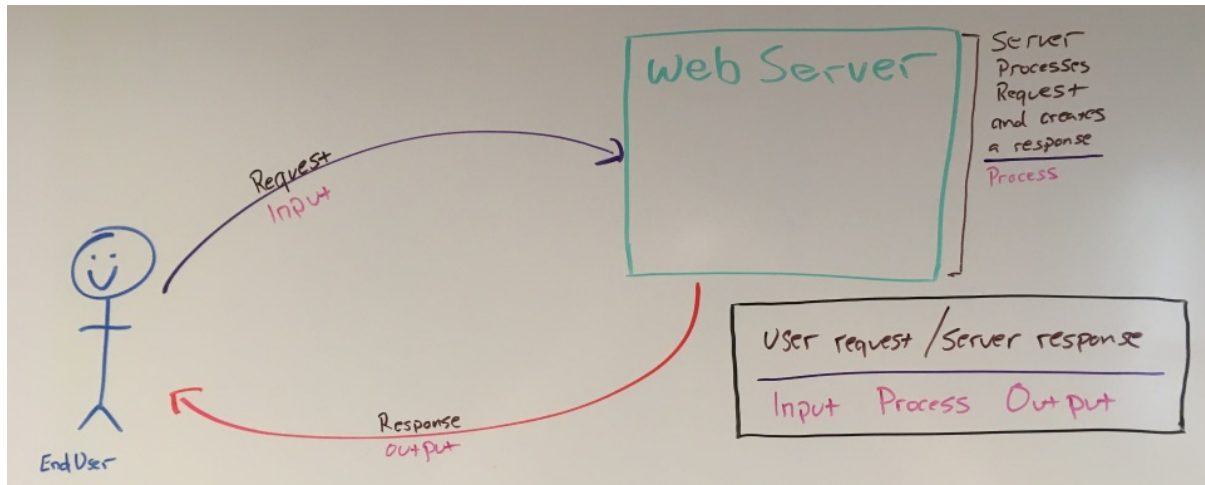 Web Server
Server
Processes
Request
and creates
a response
Process
Request
Input
User request / Server response
Input Process Output
Response
Output
End User